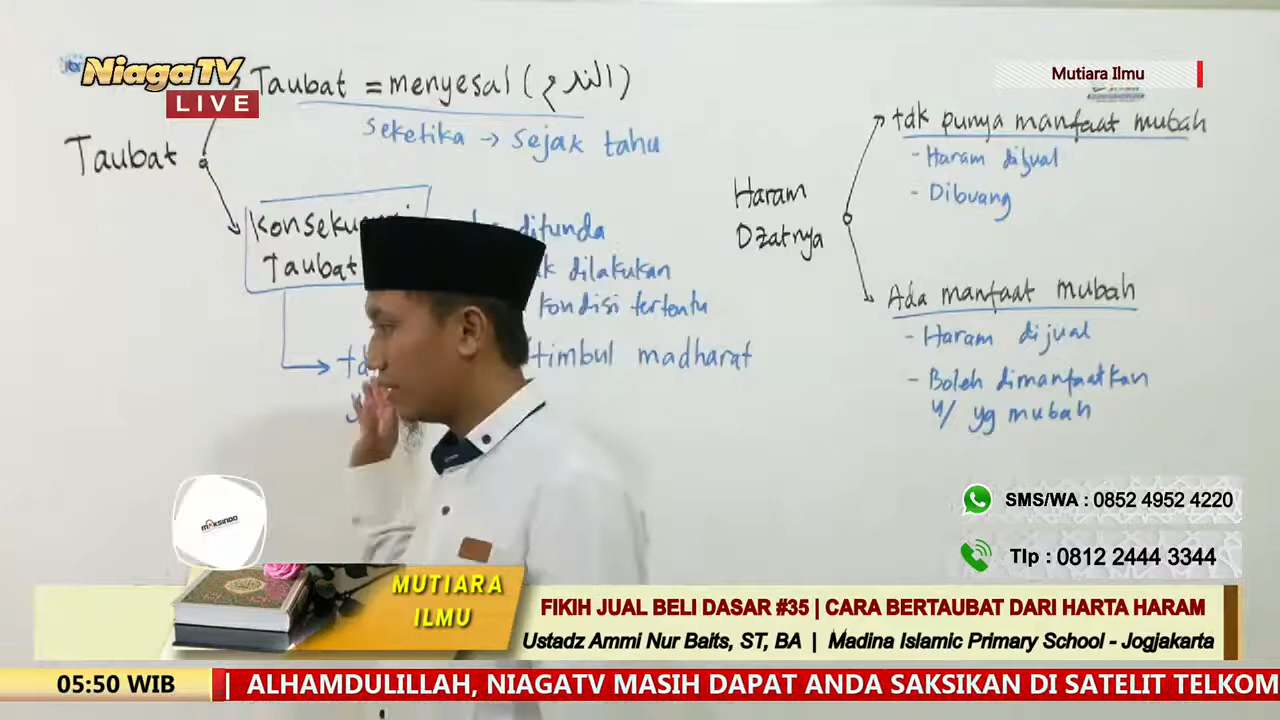 NiagaTV
LIVE
Mutiara Ilmu
Taubat = menyesal (الندم)
seketika → sejak tahu
Taubat
Taubat
ditunda
dilakukan
kondisi tertentu
timbul madharat
Haram
Dzatnya
tdk punya manfaat mubah
- Haram dijual
- Dibuang
Ada manfaat mubah
- Haram dijual
- Boleh dimanfaatkan
u/ yg mubah
SMS/WA : 0852 4952 4220
Tlp : 0812 2444 3344
MUTIARA
ILMU
FIKIH JUAL BELI DASAR #35 | CARA BERTAUBAT DARI HARTA HARAM
Ustadz Ammi Nur Baits, ST, BA | Madina Islamic Primary School - Jogjakarta
05:50 WIB
ALHAMDULILLAH, NIAGATV MASIH DAPAT ANDA SAKSIKAN DI SATELIT TELKOM